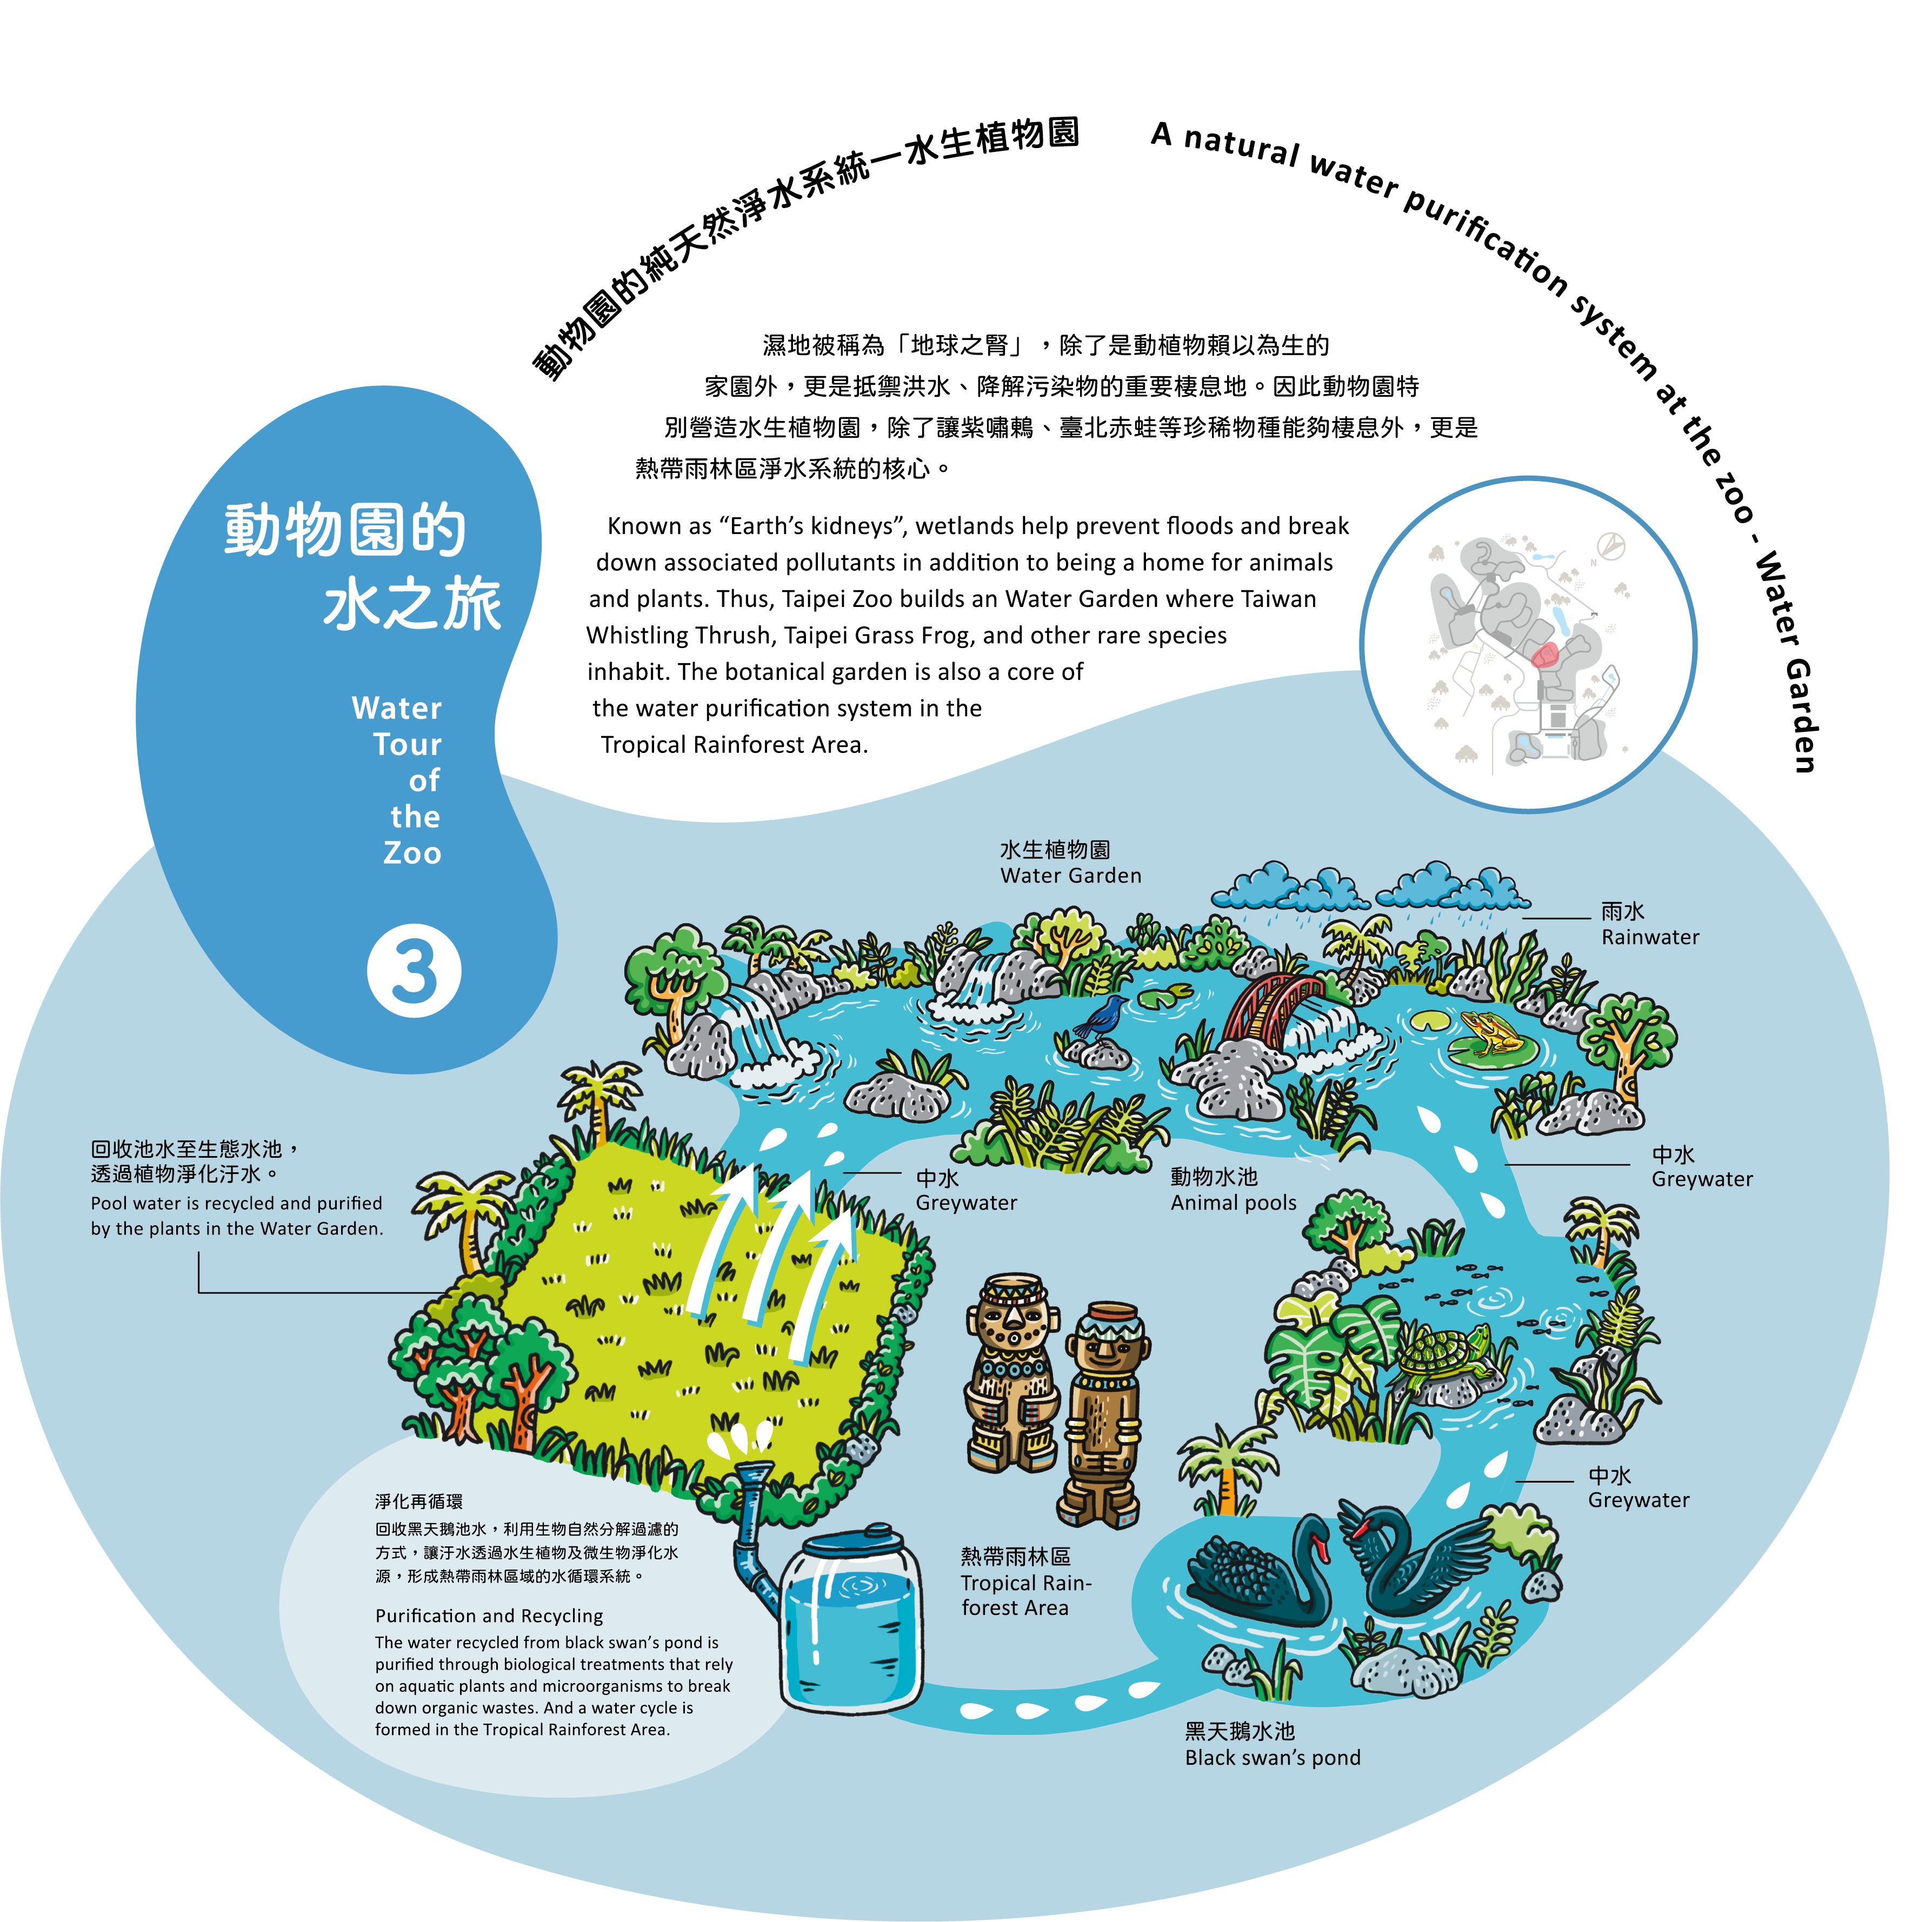 動物園的純天然淨水系統—水生植物園
A natural water purification system at the zoo - Water Garden
動物園的
水之旅
Water
Tour
of
the
Zoo
3
濕地被稱為「地球之腎」，除了是動植物賴以為生的
家園外，更是抵禦洪水、降解污染物的重要棲息地。因此動物園特
別營造水生植物園，除了讓紫嘯鶇、臺北赤蛙等珍稀物種能夠棲息外，更是
熱帶雨林區淨水系統的核心。
Known as “Earth’s kidneys”, wetlands help prevent floods and break
down associated pollutants in addition to being a home for animals
and plants. Thus, Taipei Zoo builds an Water Garden where Taiwan
Whistling Thrush, Taipei Grass Frog, and other rare species
inhabit. The botanical garden is also a core of
the water purification system in the
Tropical Rainforest Area.
N
水生植物園
Water Garden
雨水
Rainwater
回收池水至生態水池，
透過植物淨化汙水。
Pool water is recycled and purified
by the plants in the Water Garden.
中水
Greywater
動物水池
Animal pools
中水
Greywater
中水
Greywater
淨化再循環
回收黑天鵝池水，利用生物自然分解過濾的
方式，讓汙水透過水生植物及微生物淨化水
源，形成熱帶雨林區域的水循環系統。
Purification and Recycling
The water recycled from black swan’s pond is
purified through biological treatments that rely
on aquatic plants and microorganisms to break
down organic wastes. And a water cycle is
formed in the Tropical Rainforest Area.
熱帶雨林區
Tropical Rain-
forest Area
黑天鵝水池
Black swan’s pond